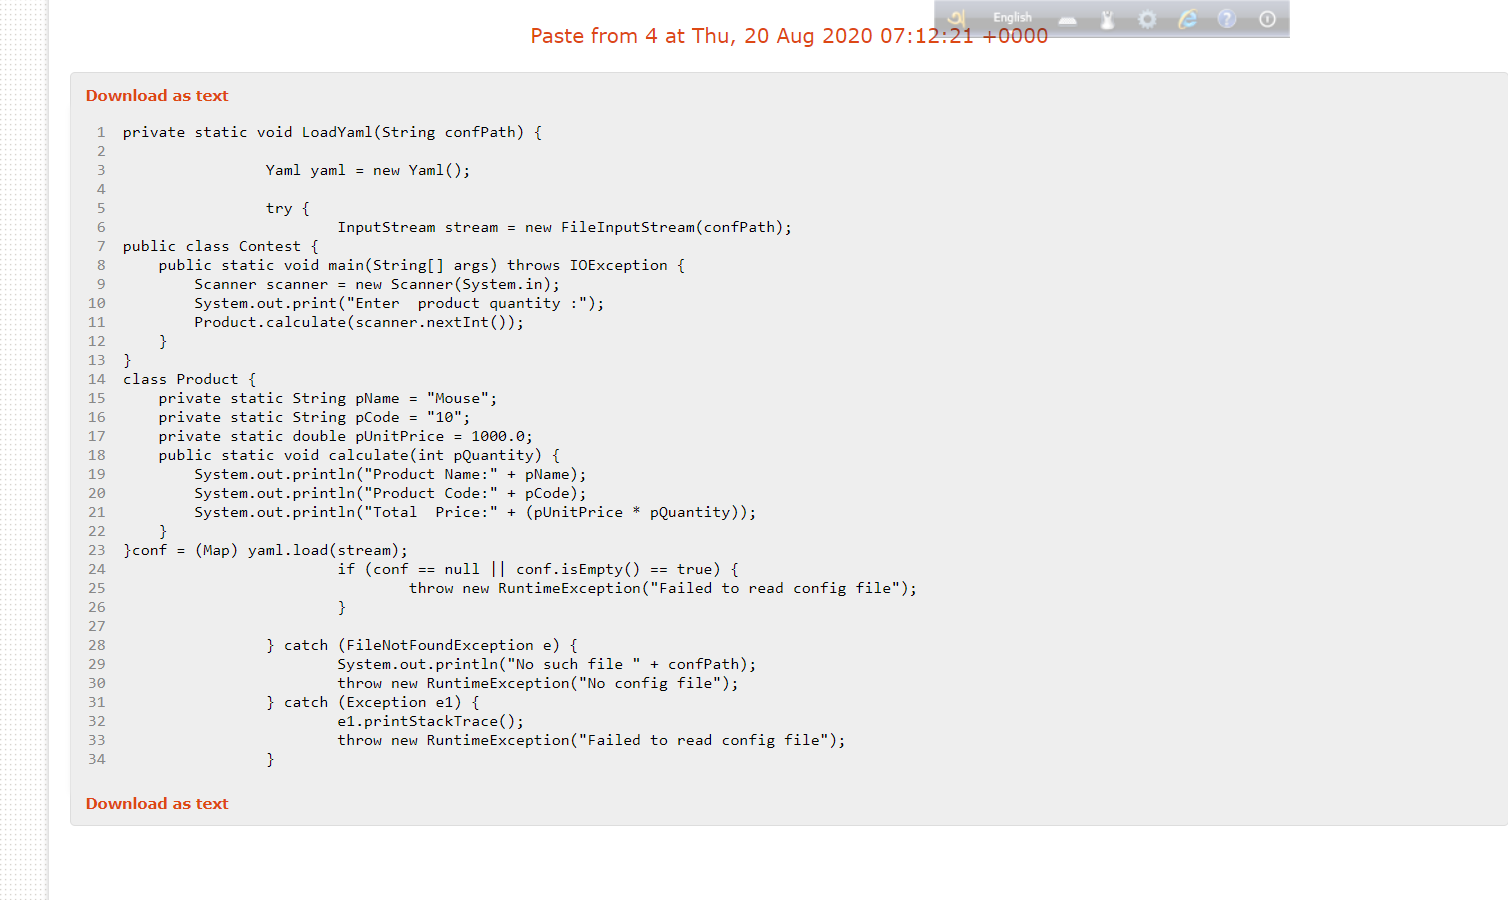 অ English
Paste from 4 at Thu, 20 Aug 2020 07:12:21 +0000
Download as text
1 private static void LoadYaml(String confPath) {
2
3 Yaml yaml = new Yaml();
4
5 try {
6 InputStream stream = new FileInputStream(confPath);
7 public class Contest {
8 public static void main(String[] args) throws IOException {
9 Scanner scanner = new Scanner(System.in);
10 System.out.print("Enter  product quantity :");
11 Product.calculate(scanner.nextInt());
12 }
13 }
14 class Product {
15 private static String pName = "Mouse";
16 private static String pCode = "10";
17 private static double pUnitPrice = 1000.0;
18 public static void calculate(int pQuantity) {
19 System.out.println("Product Name:" + pName);
20 System.out.println("Product Code:" + pCode);
21 System.out.println("Total  Price:" + (pUnitPrice * pQuantity));
22 }
23 }conf = (Map) yaml.load(stream);
24 if (conf == null || conf.isEmpty() == true) {
25 throw new RuntimeException("Failed to read config file");
26 }
27
28 } catch (FileNotFoundException e) {
29 System.out.println("No such file " + confPath);
30 throw new RuntimeException("No config file");
31 } catch (Exception e1) {
32 e1.printStackTrace();
33 throw new RuntimeException("Failed to read config file");
34 }
Download as text